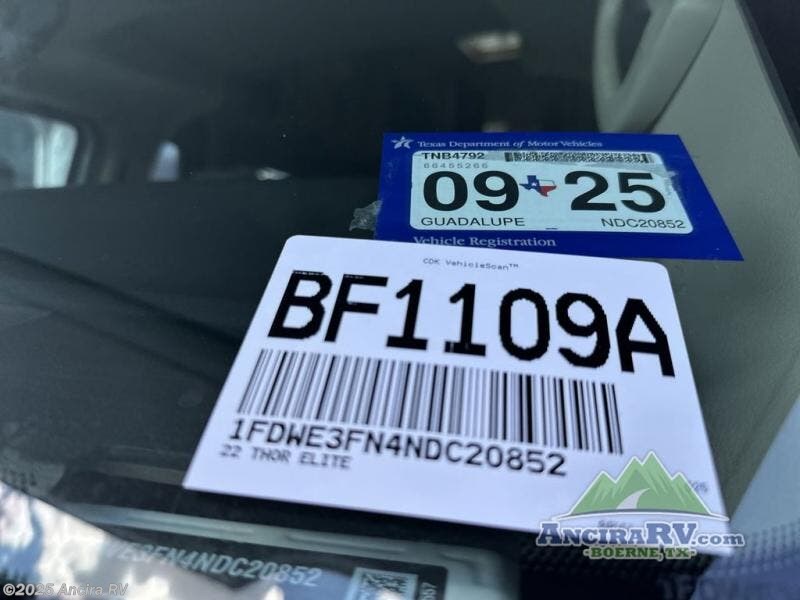 Texas Department of Motor Vehicles
TNB4792
66455266
09 25
GUADALUPE _ NDC20852
Vehicle Registration
CDK VehicleScan™
BF1109A
1FDWE3FN4NDC20852
22 THOR ELITE
WE3FN4NDC20852
ANCIRARV.COM
BOERNE, TX.
©2025 Ancira RV